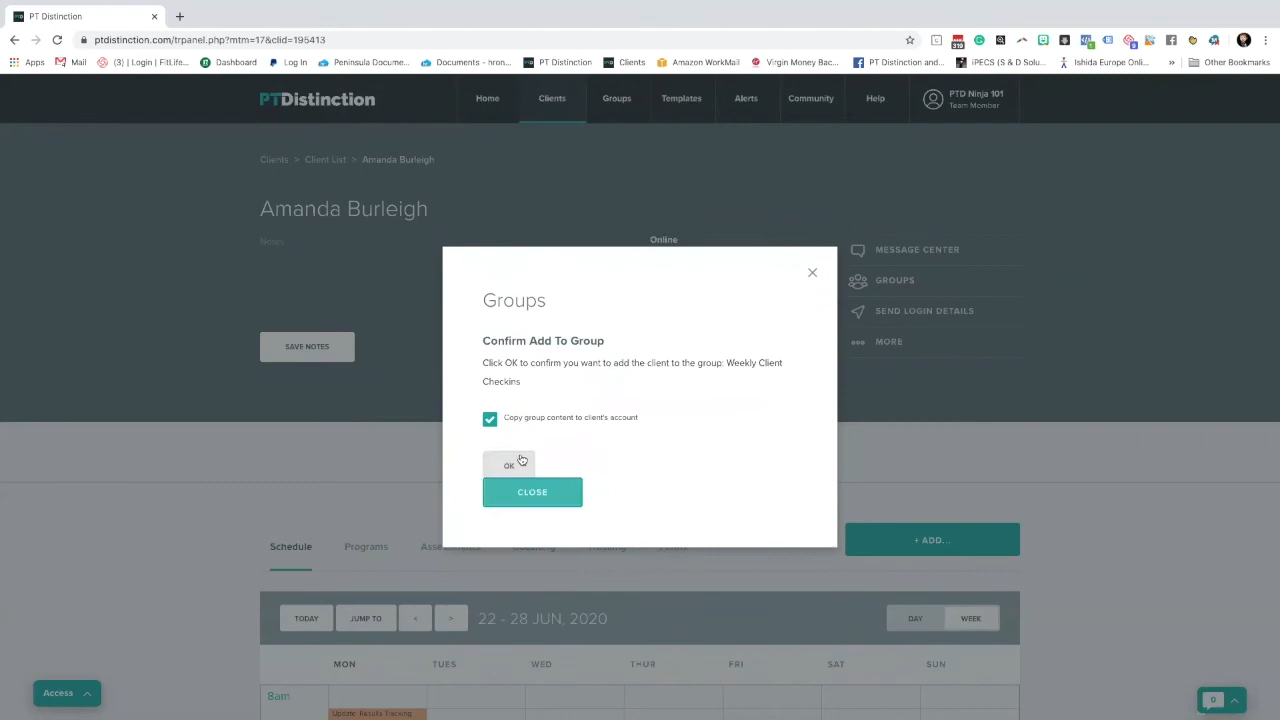 PT Distinction
ptdistinction.com/trpanel.php?mtm=17&clid=195413
319
Apps
Mail
(3) | Login | FitLife...
Dashboard
Log In
Peninsula Docume...
Documents - hron...
PT Distinction
Clients
Amazon WorkMail
Virgin Money Bac...
PT Distinction and...
iPECS (S & D Solu...
Ishida Europe Onli...
»
Other Bookmarks
PTDistinction
Home
Clients
Groups
Templates
Alerts
Community
Help
PTD Ninja 101
Team Member
Clients > Client List > Amanda Burleigh
Amanda Burleigh
Notes
Online
MESSAGE CENTER
GROUPS
SEND LOGIN DETAILS
MORE
SAVE NOTES
Groups
Confirm Add To Group
Click OK to confirm you want to add the client to the group: Weekly Client
Checkins
Copy group content to client's account
OK
CLOSE
Schedule
Programs
+ ADD...
TODAY
JUMP TO
<
>
22 - 28 JUN, 2020
DAY
WEEK
MON
TUES
WED
THUR
FRI
SAT
SUN
8am
Update: Results Tracking
Access
0